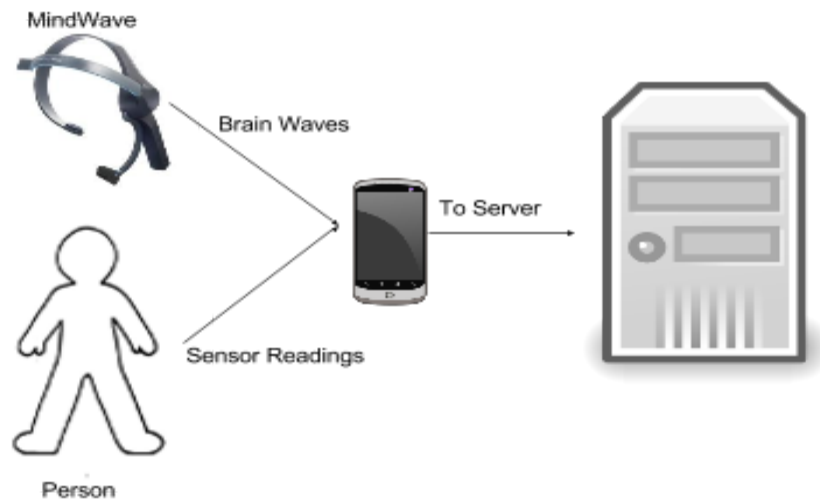 MindWave
Brain Waves
To Server
Sensor Readings
Person